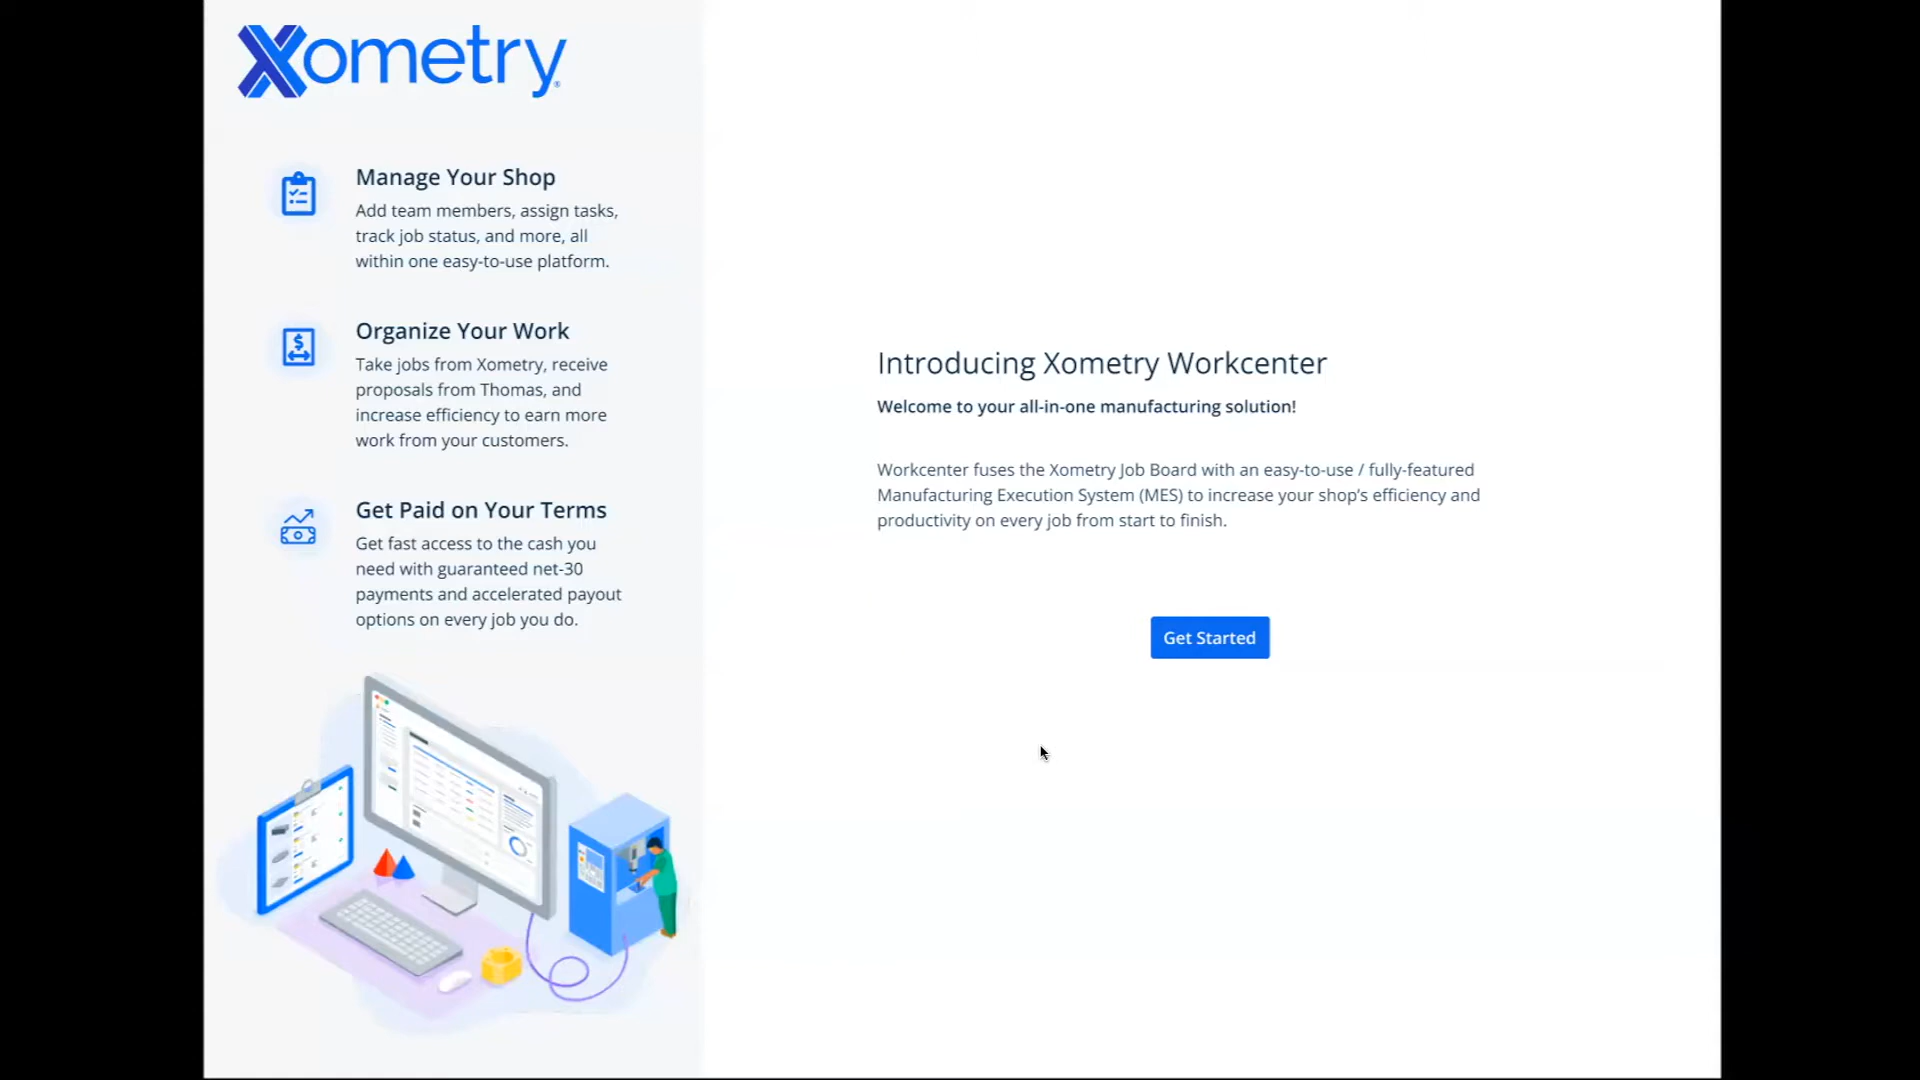 Xometry
Manage Your Shop
Add team members, assign tasks,
track job status, and more, all
within one easy-to-use platform.
Organize Your Work
Take jobs from Xometry, receive
proposals from Thomas, and
increase efficiency to earn more
work from your customers.
Get Paid on Your Terms
Get fast access to the cash you
need with guaranteed net-30
payments and accelerated payout
options on every job you do.
Introducing Xometry Workcenter
Welcome to your all-in-one manufacturing solution!
Workcenter fuses the Xometry Job Board with an easy-to-use / fully-featured
Manufacturing Execution System (MES) to increase your shop's efficiency and
productivity on every job from start to finish.
Get Started